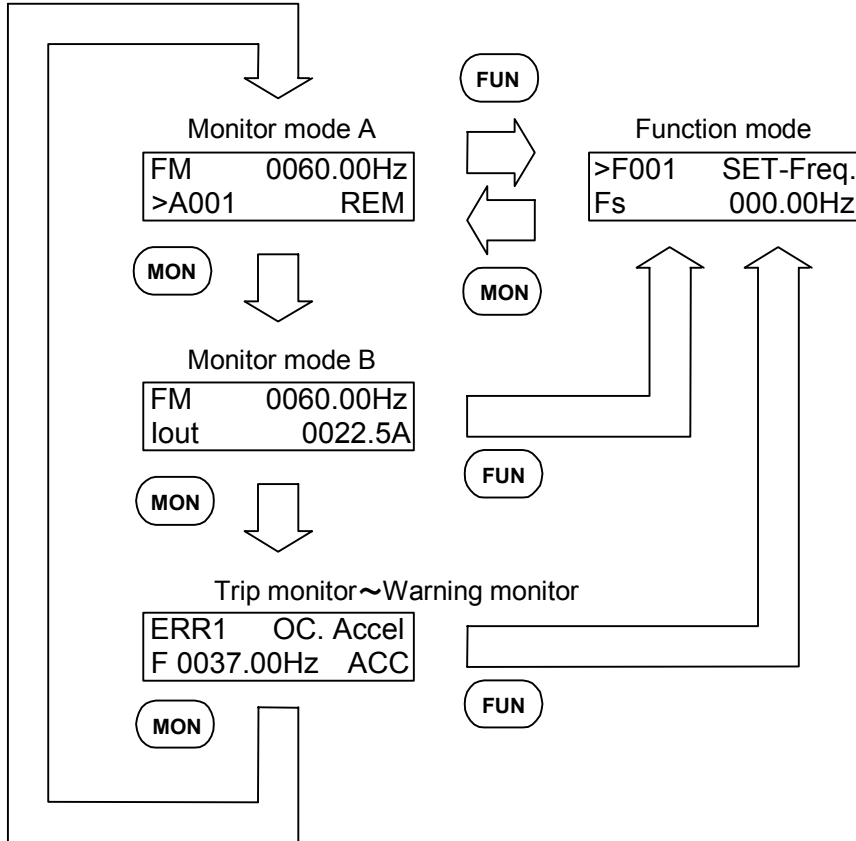 FUN
Monitor mode A
FM 0060.00Hz
>A001 REM
Function mode
>F001 SET-Freq.
Fs 000.00Hz
MON
MON
Monitor mode B
FM 0060.00Hz
Iout 0022.5A
FUN
MON
Trip monitor～Warning monitor
ERR1 OC. Accel
F 0037.00Hz ACC
FUN
MON